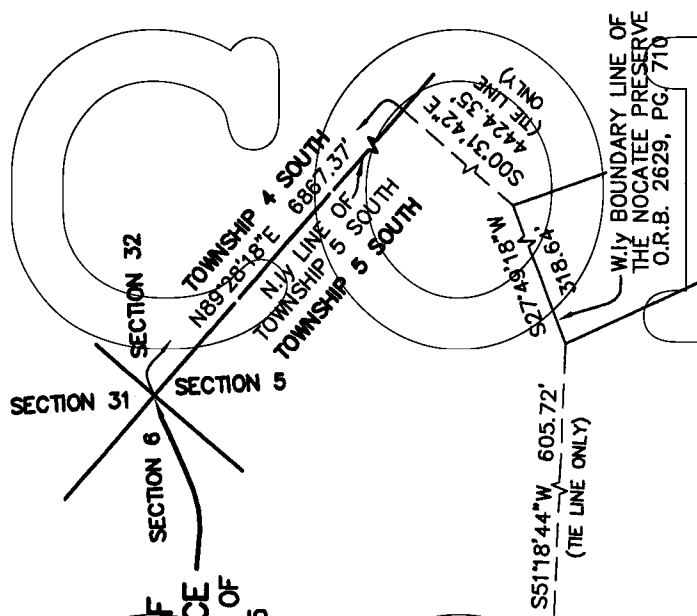 W.ly BOUNDARY LINE OF
THE NOCATEE PRESERVE
O.R.B. 2629, PG. 710
S00°31'42"E
4424.35'
(TIE LINE
ONLY)
TOWNSHIP 4 SOUTH
N89°28'18"E 6867.37'
N.ly LINE OF
TOWNSHIP 5 SOUTH
TOWNSHIP 5 SOUTH
S27°49'18"W
318.64'
SECTION 32
SECTION 31
SECTION 5
SECTION 6
S51°18'44"W 605.72'
(TIE LINE ONLY)
OF